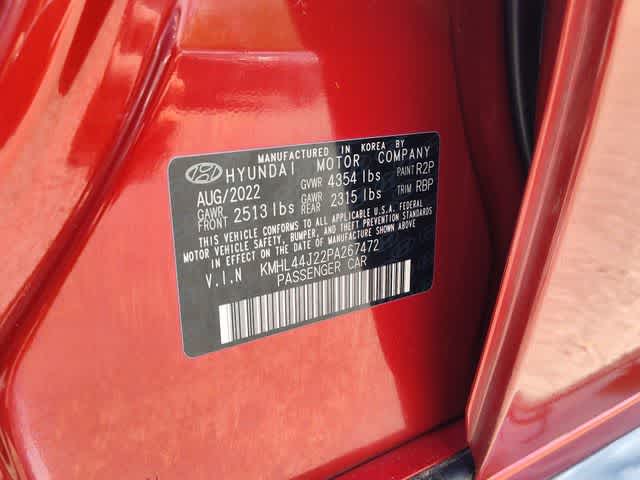 MANUFACTURED IN KOREA BY
HYUNDAI MOTOR COMPANY
AUG/2022 GVWR 4354 lbs PAINT R2P
GAWR FRONT 2513 lbs GAWR REAR 2315 lbs TRIM RBP
THIS VEHICLE CONFORMS TO ALL APPLICABLE U.S.A. FEDERAL
MOTOR VEHICLE SAFETY, BUMPER, AND THEFT PREVENTION
STANDARDS IN EFFECT ON THE DATE OF MANUFACTURE SHOWN ABOVE.
V.I.N KMHL44J22PA267472
PASSENGER CAR